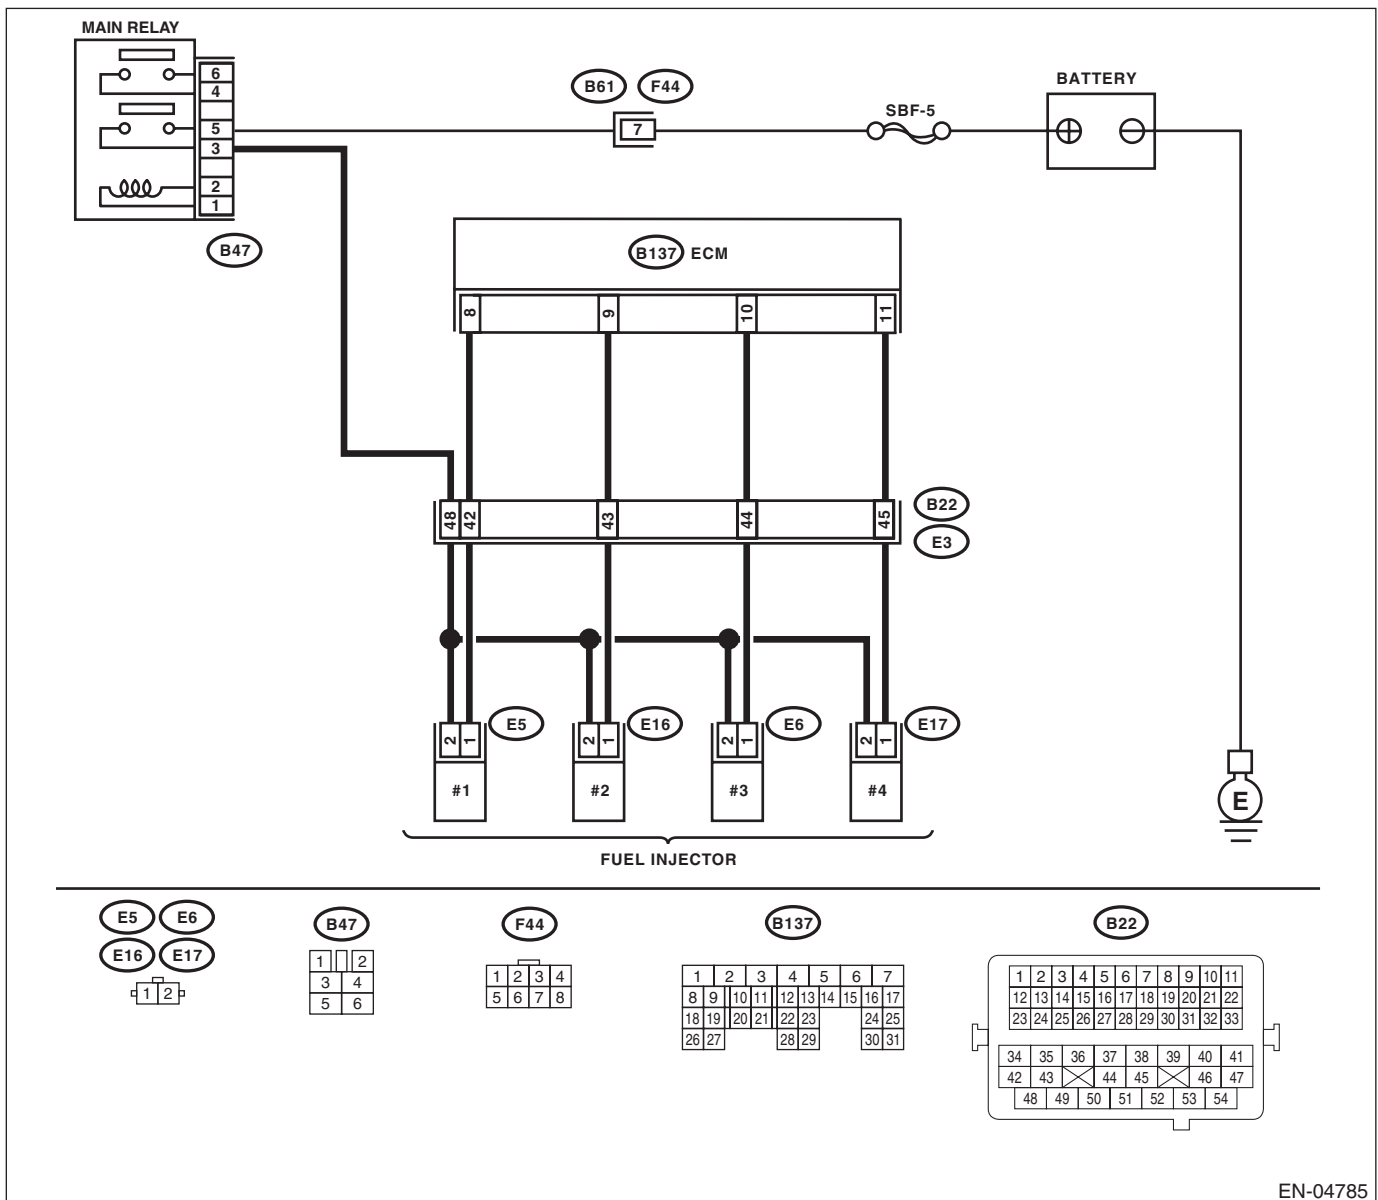 MAIN RELAY
6
4
5
3
2
1
B47
B61 F44
7
SBF-5
BATTERY
B137 ECM
8 9 10 11
48 42 43 44 45
B22
E3
E5 E16 E6 E17
2 1 2 1 2 1 2 1
#1 #2 #3 #4
FUEL INJECTOR
E
E5 E6
E16 E17
1 2
B47
1 2
3 4
5 6
F44
1 2 3 4
5 6 7 8
B137
1 2 3 4 5 6 7
8 9 10 11 12 13 14 15 16 17
18 19 20 21 22 23 24 25
26 27 28 29 30 31
B22
1 2 3 4 5 6 7 8 9 10 11
12 13 14 15 16 17 18 19 20 21 22
23 24 25 26 27 28 29 30 31 32 33
34 35 36 37 38 39 40 41
42 43 44 45 46 47
48 49 50 51 52 53 54
EN-04785